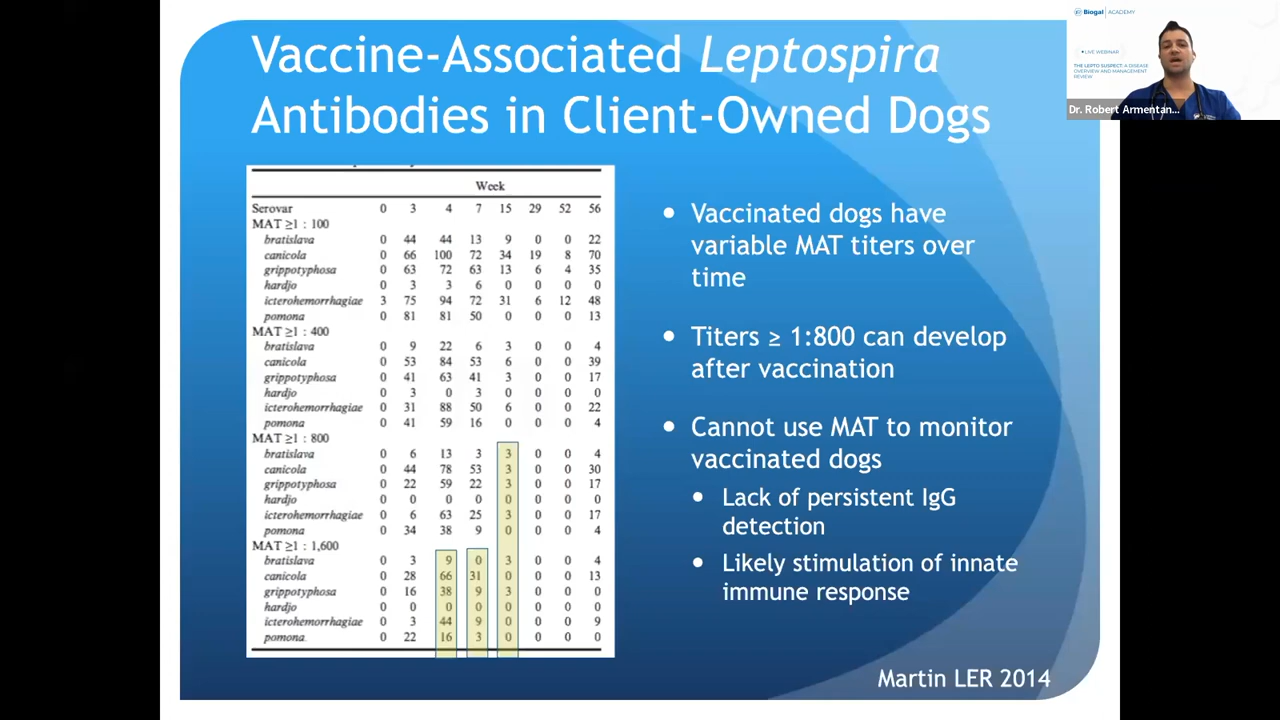 Vaccine-Associated Leptospira
Antibodies in Client-Owned Dogs
Week
Serovar 0 3 4 7 15 29 52 56
MAT ≥1 : 100
bratislava 0 44 44 13 9 0 0 22
canicola 0 66 100 72 34 19 8 70
grippotyphosa 0 63 72 63 13 6 4 35
hardjo 0 3 3 6 0 0 0 0
icterohemorrhagiae 3 75 94 72 31 6 12 48
pomona 0 81 81 50 0 0 0 13
MAT ≥1 : 400
bratislava 0 9 22 6 3 0 0 4
canicola 0 53 84 53 6 0 0 39
grippotyphosa 0 41 63 41 3 0 0 17
hardjo 0 3 0 3 0 0 0 0
icterohemorrhagiae 0 31 88 50 6 0 0 22
pomona 0 41 59 16 0 0 0 4
MAT ≥1 : 800
bratislava 0 6 13 3 3 0 0 4
canicola 0 44 78 53 3 0 0 30
grippotyphosa 0 22 59 22 3 0 0 17
hardjo 0 0 0 0 0 0 0 0
icterohemorrhagiae 0 6 63 25 3 0 0 17
pomona 0 34 38 9 0 0 0 4
MAT ≥1 : 1,600
bratislava 0 3 9 0 3 0 0 4
canicola 0 28 66 31 0 0 0 13
grippotyphosa 0 16 38 9 3 0 0 0
hardjo 0 0 0 0 0 0 0 0
icterohemorrhagiae 0 3 44 9 0 0 0 9
pomona 0 22 16 3 0 0 0 0
• Vaccinated dogs have
variable MAT titers over
time
• Titers ≥ 1:800 can develop
after vaccination
• Cannot use MAT to monitor
vaccinated dogs
• Lack of persistent IgG
detection
• Likely stimulation of innate
immune response
Martin LER 2014
Biogal | ACADEMY
• LIVE WEBINAR
THE LEPTO SUSPECT: A DISEASE
OVERVIEW AND MANAGEMENT
REVIEW
Dr. Robert Armentan...